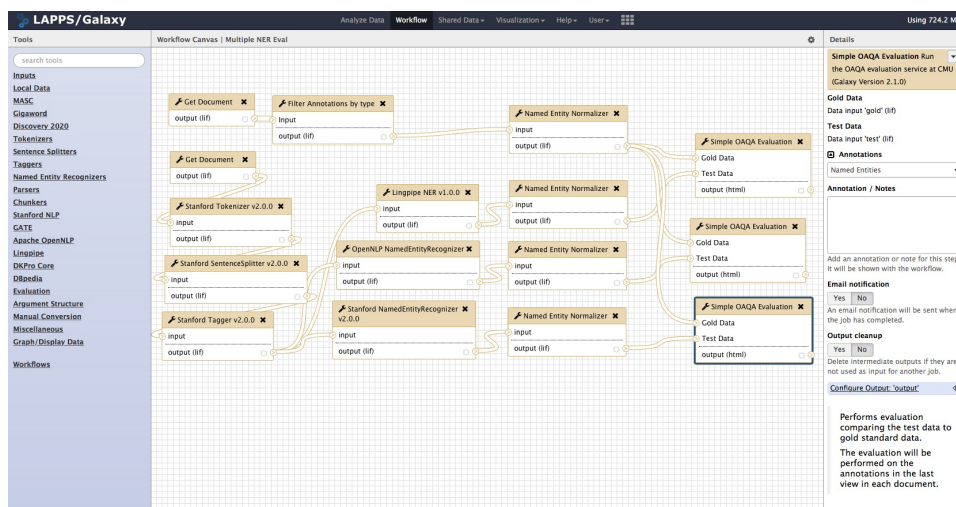 LAPPS/Galaxy
Analyze Data Workflow Shared Data Visualization Help User
Using 724.2 M
Tools
search tools
Inputs
Local Data
MASC
Gigaword
Discovery 2020
Tokenizers
Sentence Splitters
Taggers
Named Entity Recognizers
Parsers
Chunkers
Stanford NLP
GATE
Apache OpenNLP
Lingpipe
DKPro Core
DBpedia
Evaluation
Argument Structure
Manual Conversion
Miscellaneous
Graph/Display Data
Workflows
Workflow Canvas | Multiple NER Eval
Get Document
output (lif)
Filter Annotations by type
Input
output (lif)
Get Document
output (lif)
Stanford Tokenizer v2.0.0
input
output (lif)
Stanford SentenceSplitter v2.0.0
input
output (lif)
Stanford Tagger v2.0.0
input
output (lif)
Lingpipe NER v1.0.0
input
output (lif)
OpenNLP NamedEntityRecognizer
input
output (lif)
Stanford NamedEntityRecognizer
v2.0.0
input
output (lif)
Named Entity Normalizer
input
output (lif)
Named Entity Normalizer
input
output (lif)
Named Entity Normalizer
input
output (lif)
Named Entity Normalizer
input
output (lif)
Simple OAQA Evaluation
Gold Data
Test Data
output (html)
Simple OAQA Evaluation
Gold Data
Test Data
output (html)
Simple OAQA Evaluation
Gold Data
Test Data
output (html)
Details
Simple OAQA Evaluation Run
the OAQA evaluation service at CMU
(Galaxy Version 2.1.0)
Gold Data
Data input 'gold' (lif)
Test Data
Data input 'test' (lif)
Annotations
Named Entities
Annotation / Notes
Add an annotation or note for this step
It will be shown with the workflow.
Email notification
Yes No
An email notification will be sent when
the job has completed.
Output cleanup
Yes No
Delete intermediate outputs if they are
not used as input for another job.
Configure Output: 'output'
Performs evaluation
comparing the test data to
gold standard data.
The evaluation will be
performed on the
annotations in the last
view in each document.